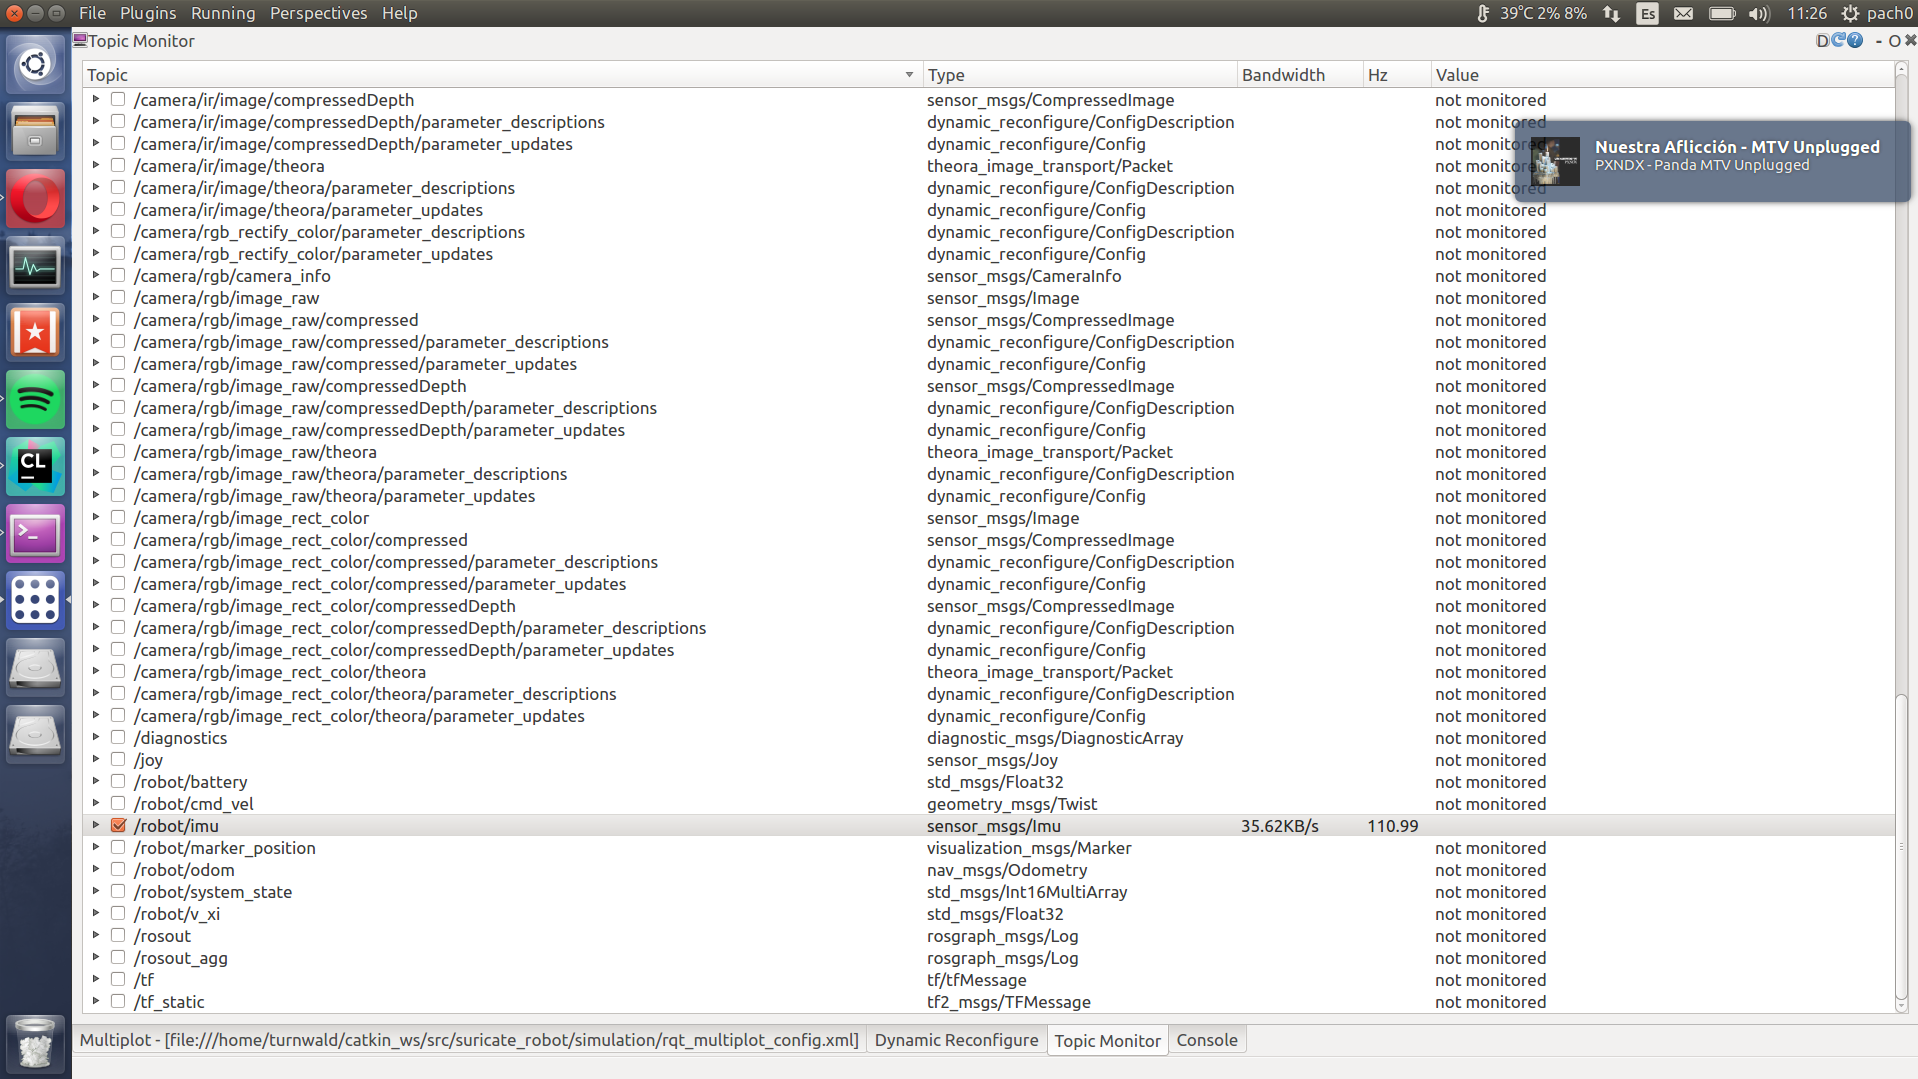 File Plugins Running Perspectives Help 39°C 2% 8% Es 11:26 pach0
Topic Monitor D - O
Topic Type Bandwidth Hz Value
/camera/ir/image/compressedDepth sensor_msgs/CompressedImage not monitored
/camera/ir/image/compressedDepth/parameter_descriptions dynamic_reconfigure/ConfigDescription not monitored
/camera/ir/image/compressedDepth/parameter_updates dynamic_reconfigure/Config not
/camera/ir/image/theora theora_image_transport/Packet not
/camera/ir/image/theora/parameter_descriptions dynamic_reconfigure/ConfigDescription not
Nuestra Aflicción - MTV Unplugged
PXNDX - Panda MTV Unplugged
/camera/ir/image/theora/parameter_updates dynamic_reconfigure/Config not monitored
/camera/rgb_rectify_color/parameter_descriptions dynamic_reconfigure/ConfigDescription not monitored
/camera/rgb_rectify_color/parameter_updates dynamic_reconfigure/Config not monitored
/camera/rgb/camera_info sensor_msgs/CameraInfo not monitored
/camera/rgb/image_raw sensor_msgs/Image not monitored
/camera/rgb/image_raw/compressed sensor_msgs/CompressedImage not monitored
/camera/rgb/image_raw/compressed/parameter_descriptions dynamic_reconfigure/ConfigDescription not monitored
/camera/rgb/image_raw/compressed/parameter_updates dynamic_reconfigure/Config not monitored
/camera/rgb/image_raw/compressedDepth sensor_msgs/CompressedImage not monitored
/camera/rgb/image_raw/compressedDepth/parameter_descriptions dynamic_reconfigure/ConfigDescription not monitored
/camera/rgb/image_raw/compressedDepth/parameter_updates dynamic_reconfigure/Config not monitored
/camera/rgb/image_raw/theora theora_image_transport/Packet not monitored
/camera/rgb/image_raw/theora/parameter_descriptions dynamic_reconfigure/ConfigDescription not monitored
/camera/rgb/image_raw/theora/parameter_updates dynamic_reconfigure/Config not monitored
/camera/rgb/image_rect_color sensor_msgs/Image not monitored
/camera/rgb/image_rect_color/compressed sensor_msgs/CompressedImage not monitored
/camera/rgb/image_rect_color/compressed/parameter_descriptions dynamic_reconfigure/ConfigDescription not monitored
/camera/rgb/image_rect_color/compressed/parameter_updates dynamic_reconfigure/Config not monitored
/camera/rgb/image_rect_color/compressedDepth sensor_msgs/CompressedImage not monitored
/camera/rgb/image_rect_color/compressedDepth/parameter_descriptions dynamic_reconfigure/ConfigDescription not monitored
/camera/rgb/image_rect_color/compressedDepth/parameter_updates dynamic_reconfigure/Config not monitored
/camera/rgb/image_rect_color/theora theora_image_transport/Packet not monitored
/camera/rgb/image_rect_color/theora/parameter_descriptions dynamic_reconfigure/ConfigDescription not monitored
/camera/rgb/image_rect_color/theora/parameter_updates dynamic_reconfigure/Config not monitored
/diagnostics diagnostic_msgs/DiagnosticArray not monitored
/joy sensor_msgs/Joy not monitored
/robot/battery std_msgs/Float32 not monitored
/robot/cmd_vel geometry_msgs/Twist not monitored
/robot/imu sensor_msgs/Imu 35.62KB/s 110.99
/robot/marker_position visualization_msgs/Marker not monitored
/robot/odom nav_msgs/Odometry not monitored
/robot/system_state std_msgs/Int16MultiArray not monitored
/robot/v_xi std_msgs/Float32 not monitored
/rosout rosgraph_msgs/Log not monitored
/rosout_agg rosgraph_msgs/Log not monitored
/tf tf/tfMessage not monitored
/tf_static tf2_msgs/TFMessage not monitored
Multiplot - [file:///home/turnwald/catkin_ws/src/suricate_robot/simulation/rqt_multiplot_config.xml] Dynamic Reconfigure Topic Monitor Console
CL